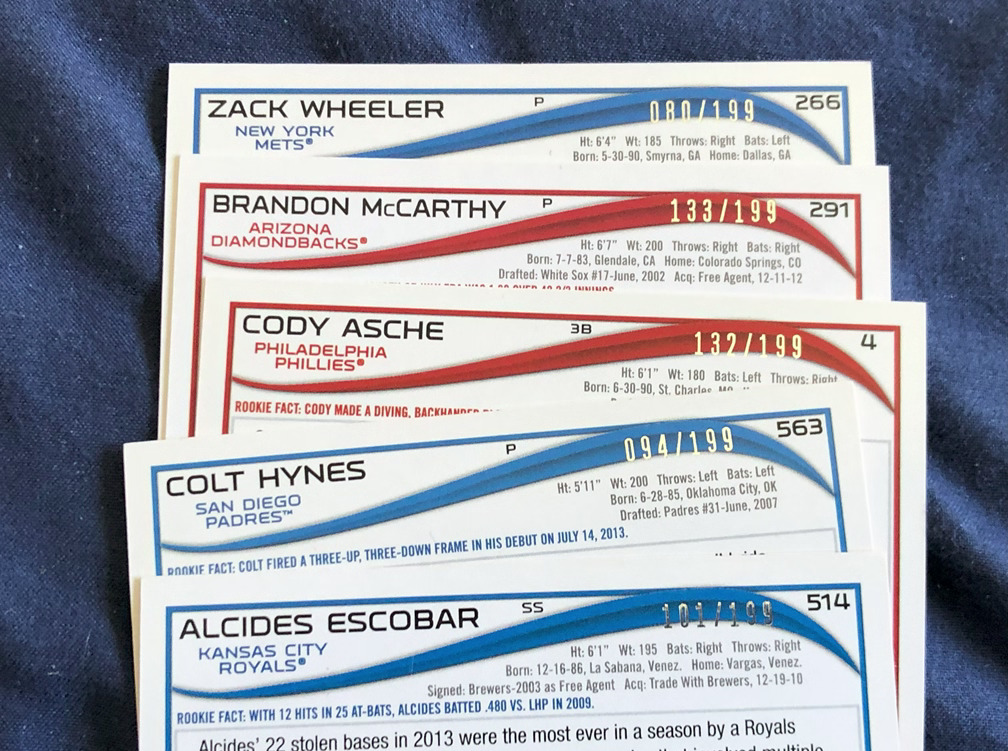 ZACK WHEELER P 080/199 266
NEW YORK
METS®
Ht: 6'4" Wt: 185 Throws: Right Bats: Left
Born: 5-30-90, Smyrna, GA Home: Dallas, GA
BRANDON McCARTHY P 133/199 291
ARIZONA
DIAMONDBACKS®
Ht: 6'7" Wt: 200 Throws: Right Bats: Right
Born: 7-7-83, Glendale, CA Home: Colorado Springs, CO
Drafted: White Sox #17-June, 2002 Acq: Free Agent, 12-11-12
CODY ASCHE 3B 132/199 4
PHILADELPHIA
PHILLIES®
Ht: 6'1" Wt: 180 Bats: Left Throws: Right
Born: 6-30-90, St. Charles
ROOKIE FACT: CODY MADE A DIVING, BACKHANDED
COLT HYNES P 094/199 563
SAN DIEGO
PADRES™
Ht: 5'11" Wt: 200 Throws: Left Bats: Left
Born: 6-28-85, Oklahoma City, OK
Drafted: Padres #31-June, 2007
ROOKIE FACT: COLT FIRED A THREE-UP, THREE-DOWN FRAME IN HIS DEBUT ON JULY 14, 2013.
ALCIDES ESCOBAR SS 101/199 514
KANSAS CITY
ROYALS®
Ht: 6'1" Wt: 195 Bats: Right Throws: Right
Born: 12-16-86, La Sabana, Venez. Home: Vargas, Venez.
Signed: Brewers-2003 as Free Agent Acq: Trade With Brewers, 12-19-10
ROOKIE FACT: WITH 12 HITS IN 25 AT-BATS, ALCIDES BATTED .480 VS. LHP IN 2009.
Alcides' 22 stolen bases in 2013 were the most ever in a season by a Royals
multiple